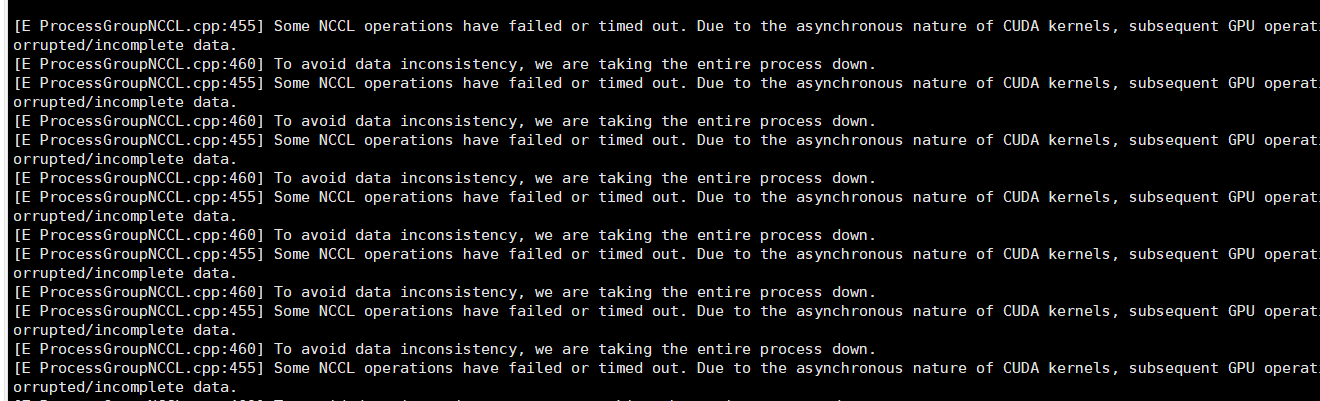 [E ProcessGroupNCCL.cpp:455] Some NCCL operations have failed or timed out. Due to the asynchronous nature of CUDA kernels, subsequent GPU operati
orrupted/incomplete data.
[E ProcessGroupNCCL.cpp:460] To avoid data inconsistency, we are taking the entire process down.
[E ProcessGroupNCCL.cpp:455] Some NCCL operations have failed or timed out. Due to the asynchronous nature of CUDA kernels, subsequent GPU operati
orrupted/incomplete data.
[E ProcessGroupNCCL.cpp:460] To avoid data inconsistency, we are taking the entire process down.
[E ProcessGroupNCCL.cpp:455] Some NCCL operations have failed or timed out. Due to the asynchronous nature of CUDA kernels, subsequent GPU operati
orrupted/incomplete data.
[E ProcessGroupNCCL.cpp:460] To avoid data inconsistency, we are taking the entire process down.
[E ProcessGroupNCCL.cpp:455] Some NCCL operations have failed or timed out. Due to the asynchronous nature of CUDA kernels, subsequent GPU operati
orrupted/incomplete data.
[E ProcessGroupNCCL.cpp:460] To avoid data inconsistency, we are taking the entire process down.
[E ProcessGroupNCCL.cpp:455] Some NCCL operations have failed or timed out. Due to the asynchronous nature of CUDA kernels, subsequent GPU operati
orrupted/incomplete data.
[E ProcessGroupNCCL.cpp:460] To avoid data inconsistency, we are taking the entire process down.
[E ProcessGroupNCCL.cpp:455] Some NCCL operations have failed or timed out. Due to the asynchronous nature of CUDA kernels, subsequent GPU operati
orrupted/incomplete data.
[E ProcessGroupNCCL.cpp:460] To avoid data inconsistency, we are taking the entire process down.
[E ProcessGroupNCCL.cpp:455] Some NCCL operations have failed or timed out. Due to the asynchronous nature of CUDA kernels, subsequent GPU operati
orrupted/incomplete data.